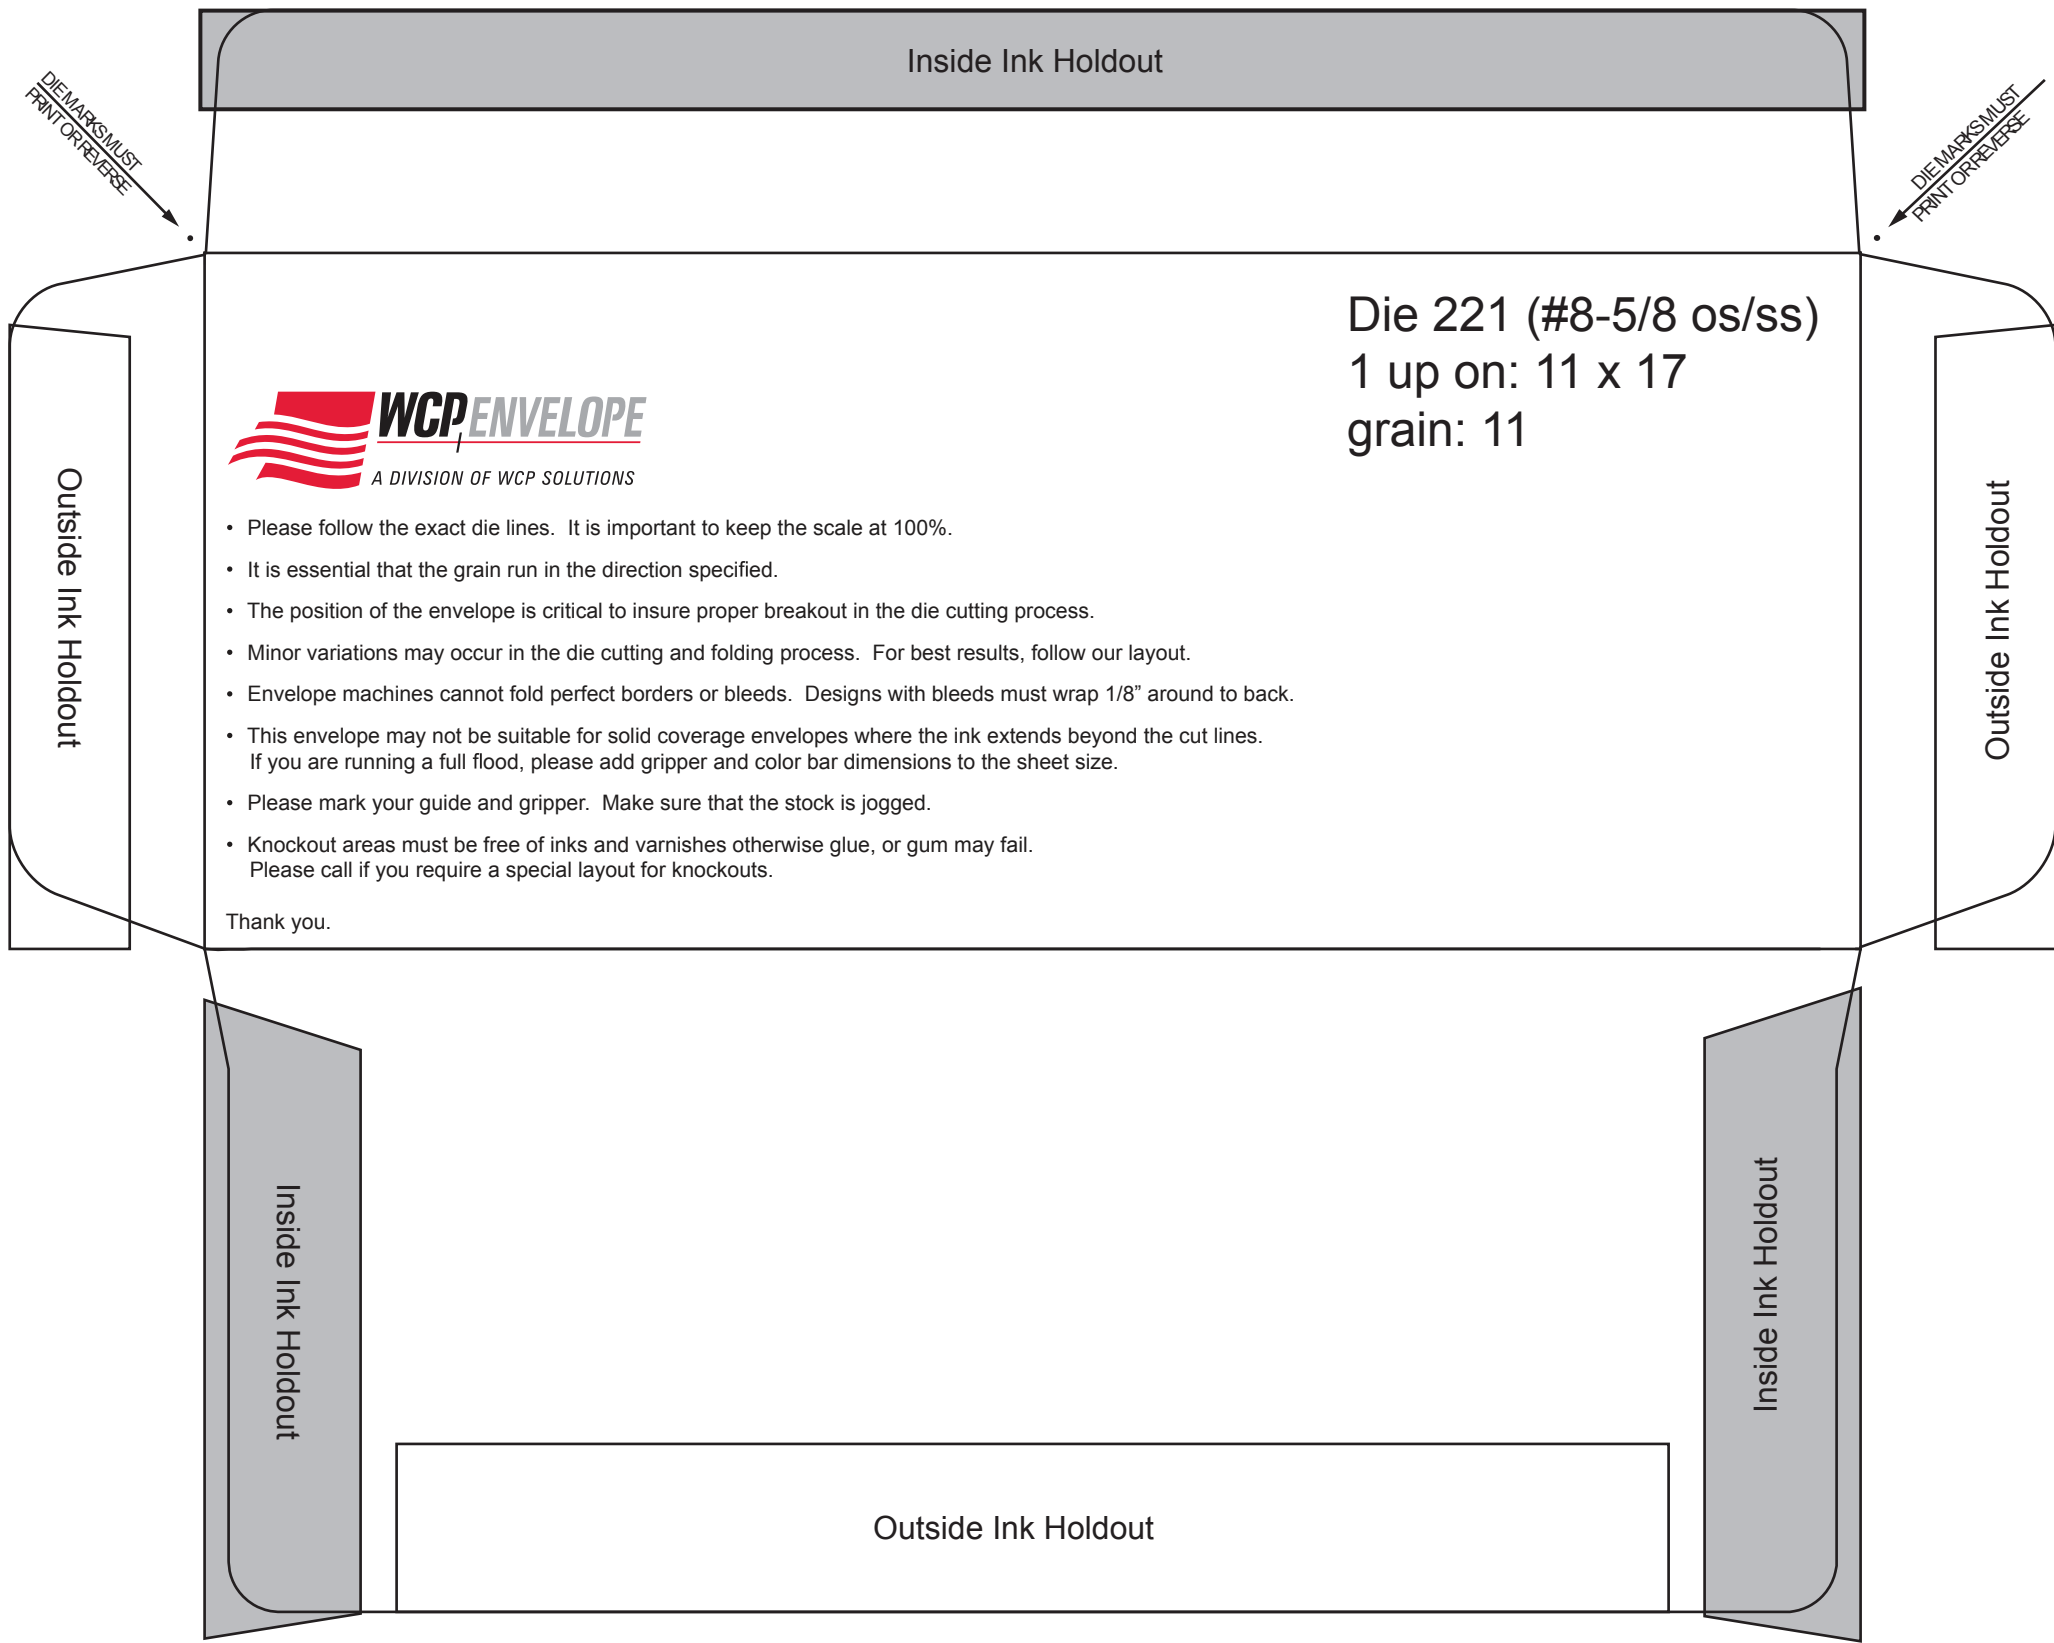 Inside Ink Holdout
DIE MARKS MUST
PRINT OR REVERSE
DIE MARKS MUST
PRINT OR REVERSE
Die 221 (#8-5/8 os/ss)
1 up on: 11 x 17
grain: 11
WCP ENVELOPE
A DIVISION OF WCP SOLUTIONS
• Please follow the exact die lines.  It is important to keep the scale at 100%.
• It is essential that the grain run in the direction specified.
• The position of the envelope is critical to insure proper breakout in the die cutting process.
• Minor variations may occur in the die cutting and folding process.  For best results, follow our layout.
• Envelope machines cannot fold perfect borders or bleeds.  Designs with bleeds must wrap 1/8” around to back.
• This envelope may not be suitable for solid coverage envelopes where the ink extends beyond the cut lines.
If you are running a full flood, please add gripper and color bar dimensions to the sheet size.
• Please mark your guide and gripper.  Make sure that the stock is jogged.
• Knockout areas must be free of inks and varnishes otherwise glue, or gum may fail.
Please call if you require a special layout for knockouts.
Thank you.
Outside Ink Holdout
Outside Ink Holdout
Inside Ink Holdout
Inside Ink Holdout
Outside Ink Holdout